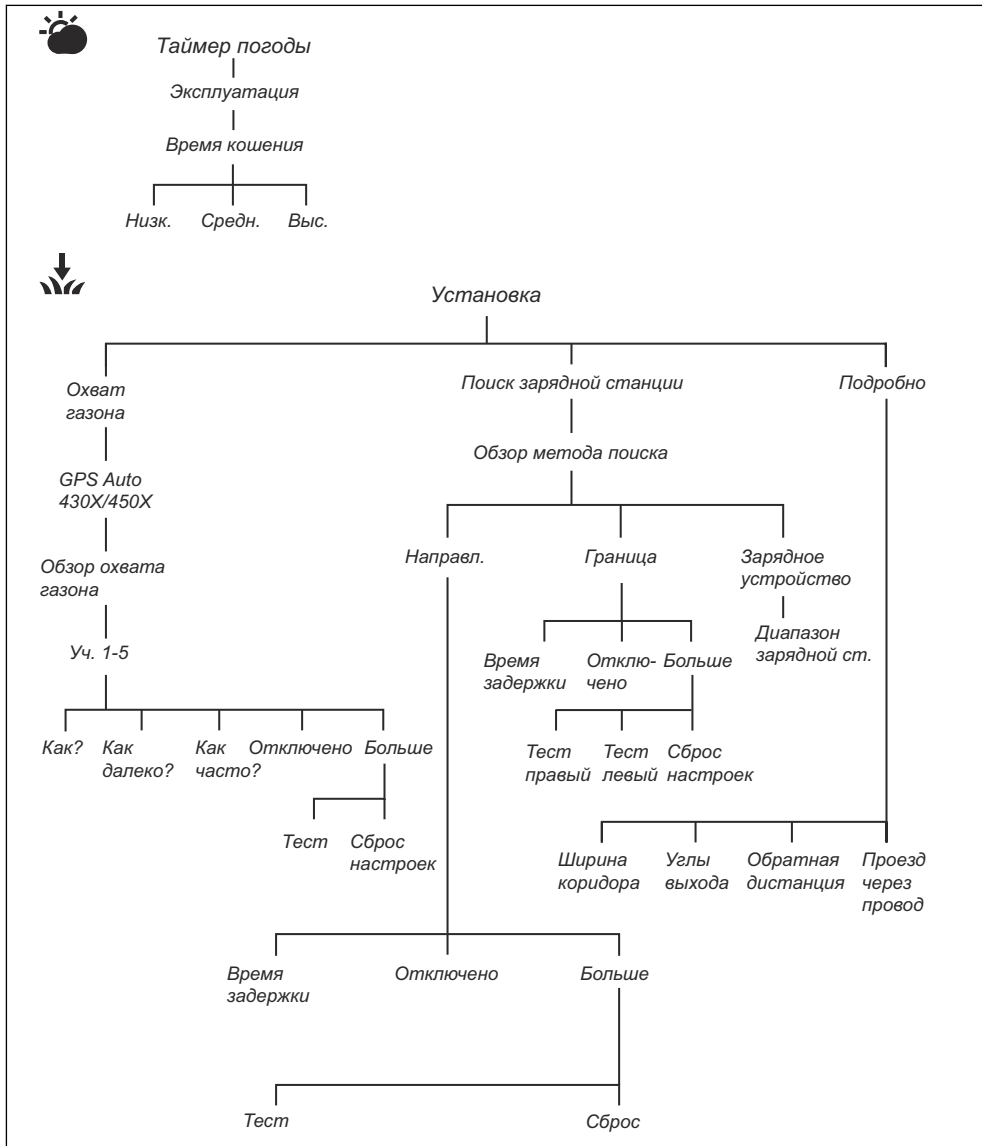 Таймер погоды
Эксплуатация
Время кошения
Низк. Средн. Выс.
Установка
Охват
газона
Поиск зарядной станции
Подробно
GPS Auto
430X/450X
Обзор метода поиска
Обзор охвата
газона
Направл.
Граница
Зарядное
устройство
Уч. 1-5
Время
задержки
Отклю-
чено
Больше
Диапазон
зарядной ст.
Как?
Как
далеко?
Как
часто?
Отключено
Больше
Тест
правый
Тест
левый
Сброс
настроек
Тест
Сброс
настроек
Ширина
коридора
Углы
выхода
Обратная
дистанция
Проезд
через
провод
Время
задержки
Отключено
Больше
Тест
Сброс